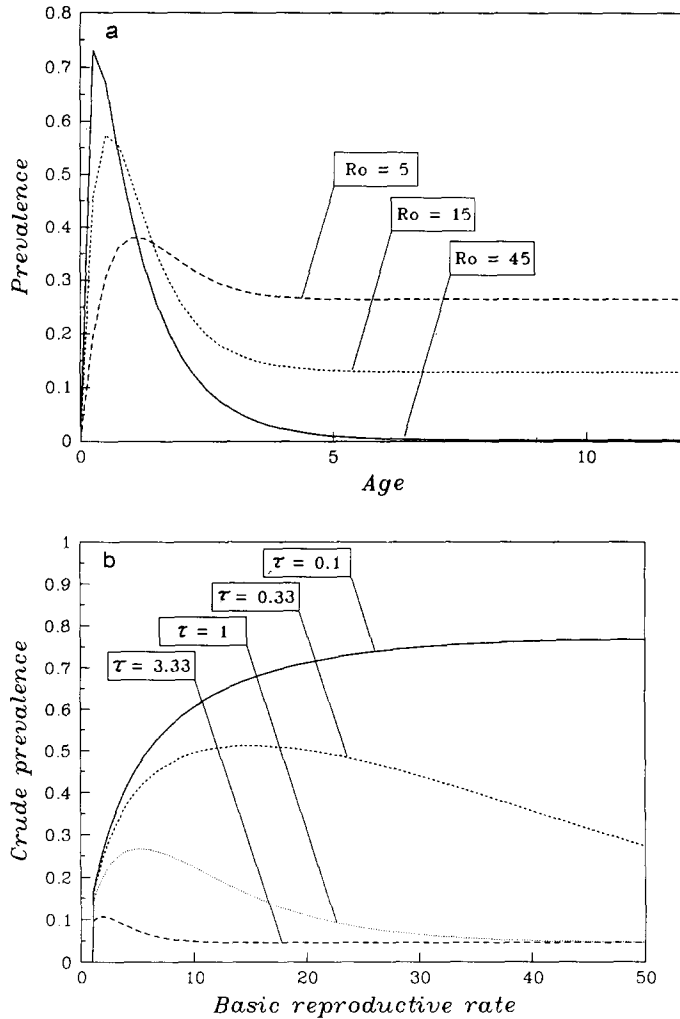 a
0.8
0.7
0.6
0.5
0.4
0.3
0.2
0.1
0
Prevalence
Ro = 5
Ro = 15
Ro = 45
0
5
10
Age
b
1
0.9
0.8
0.7
0.6
0.5
0.4
0.3
0.2
0.1
0
Crude prevalence
τ = 0.1
τ = 0.33
τ = 1
τ = 3.33
0
10
20
30
40
50
Basic reproductive rate